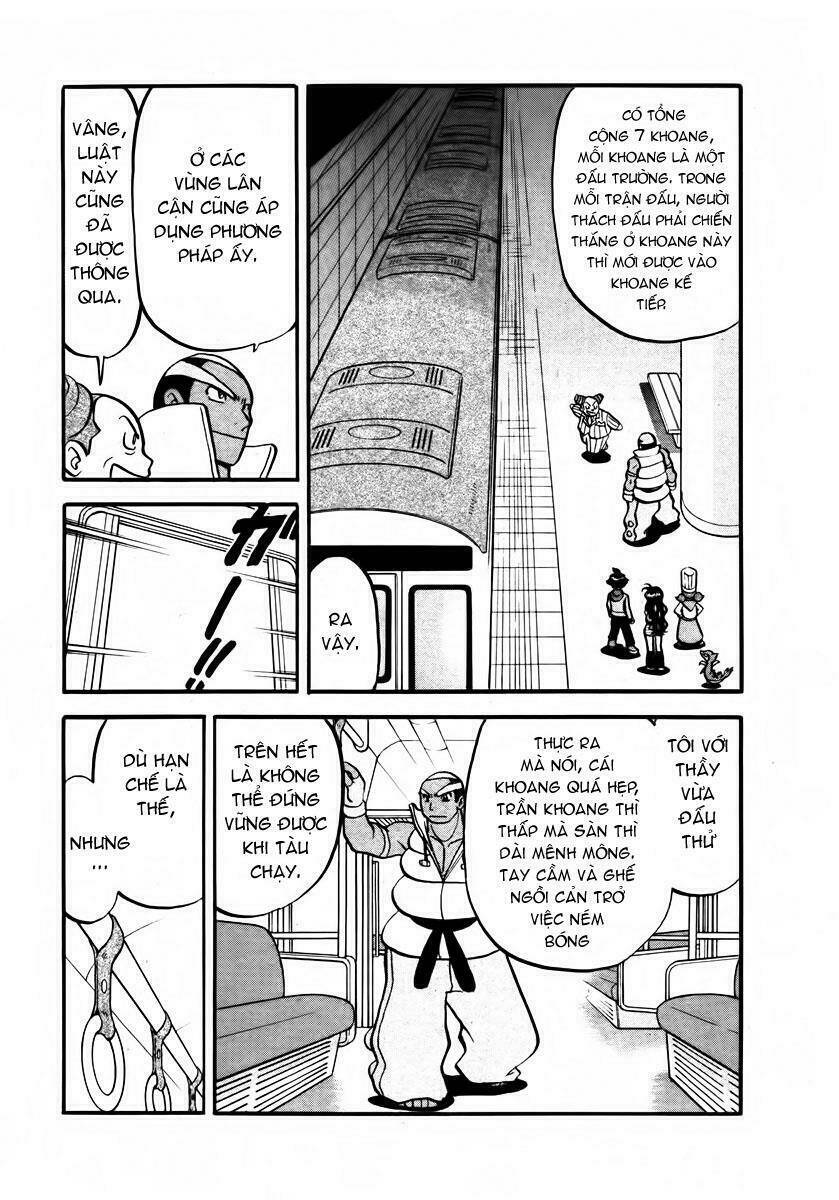 CÓ TỔNG
CỘNG 7 KHOANG,
MỖI KHOANG LÀ MỘT
ĐẤU TRƯỜNG. TRONG
MỖI TRẬN ĐẤU, NGƯỜI
THÁCH ĐẤU PHẢI CHIẾN
THẮNG Ở KHOANG NÀY
THÌ MỚI ĐƯỢC VÀO
KHOANG KẾ
TIẾP.
RA
VẬY.
Ở CÁC
VÙNG LÂN
CẬN CŨNG ÁP
DỤNG PHƯƠNG
PHÁP ẤY.
VÂNG,
LUẬT
NÀY
CŨNG
ĐÃ
ĐƯỢC
THÔNG
QUA.
TÔI VỚI
THẦY
VỪA
ĐẤU
THỬ
THỰC RA
MÀ NÓI, CÁI
KHOANG QUÁ HẸP,
TRẦN KHOANG THÌ
THẤP MÀ SÀN THÌ
DÀI MÊNH MÔNG.
TAY CẦM VÀ GHẾ
NGỒI CẢN TRỞ
VIỆC NÉM
BÓNG
TRÊN HẾT
LÀ KHÔNG
THỂ ĐỨNG
VỮNG ĐƯỢC
KHI TÀU
CHẠY.
DÙ HẠN
CHẾ LÀ
THẾ,
NHƯNG
...